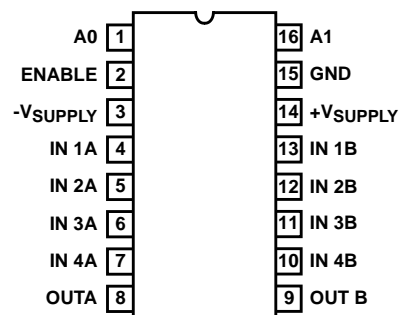 A0 1 16 A1
ENABLE 2 15 GND
-VSUPPLY 3 14 +VSUPPLY
IN 1A 4 13 IN 1B
IN 2A 5 12 IN 2B
IN 3A 6 11 IN 3B
IN 4A 7 10 IN 4B
OUTA 8 9 OUT B